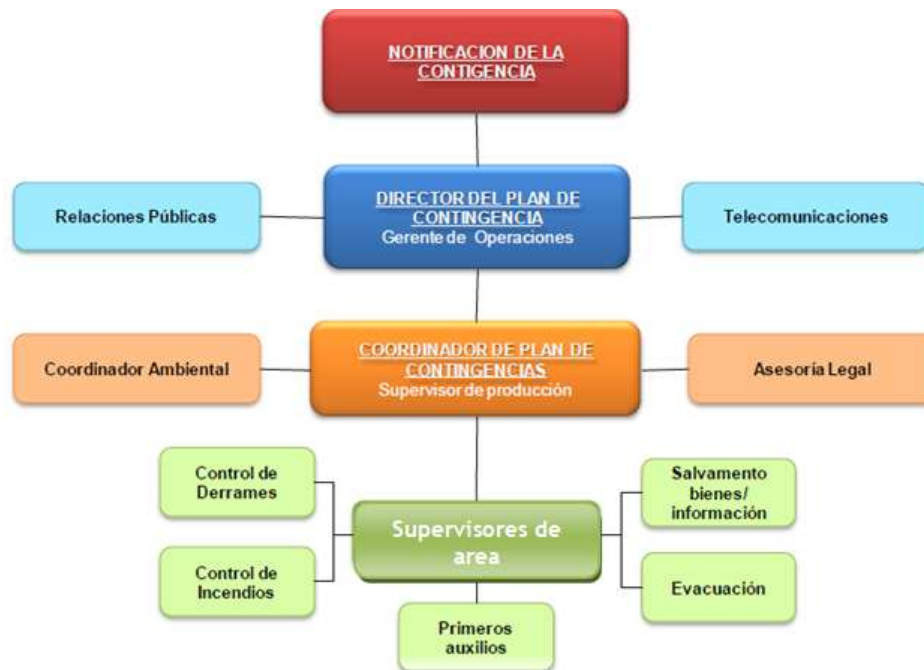 NOTIFICACION DE LA
CONTIGENCIA
Relaciones Públicas
DIRECTOR DEL PLAN DE
CONTINGENCIA
Gerente de Operaciones
Telecomunicaciones
Coordinador Ambiental
COORDINADOR DE PLAN DE
CONTINGENCIAS
Supervisor de producción
Asesoría Legal
Control de
Derrames
Control de
Incendios
Supervisores de
area
Salvamento
bienes/
información
Evacuación
Primeros
auxilios